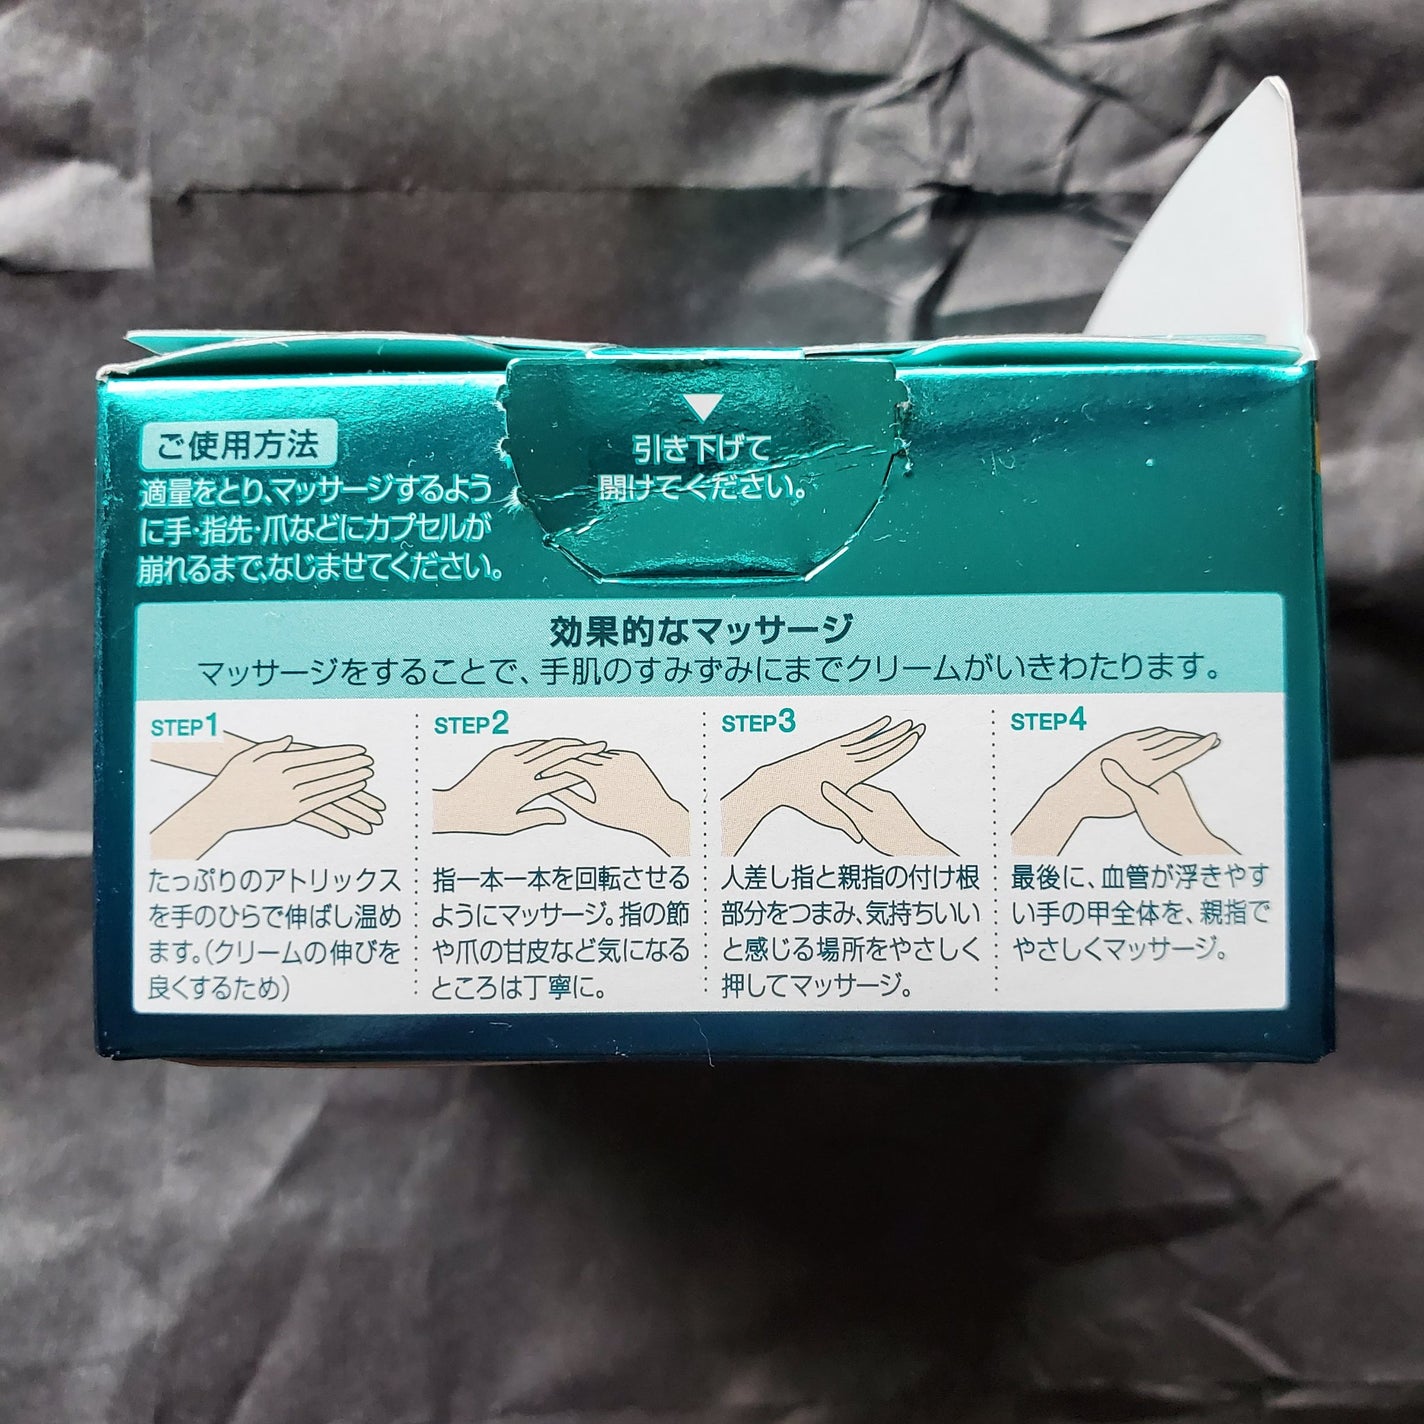 ご使用方法
適量をとり、マッサージするよう
に手・指先・爪などにカプセルが
崩れるまで、なじませてください。
引き下げて
開けてください。
効果的なマッサージ
マッサージをすることで、手肌のすみずみにまでクリームがいきわたります。
STEP1
たっぷりのアトリックス
を手のひらで伸ばし温め
ます。(クリームの伸びを
良くするため)
STEP2
指一本一本を回転させる
ようにマッサージ。指の節
や爪の甘皮など気になる
ところは丁寧に。
STEP3
人差し指と親指の付け根
部分をつまみ、気持ちいい
と感じる場所をやさしく
押してマッサージ。
STEP4
最後に、血管が浮きやす
い手の甲全体を、親指で
やさしくマッサージ。